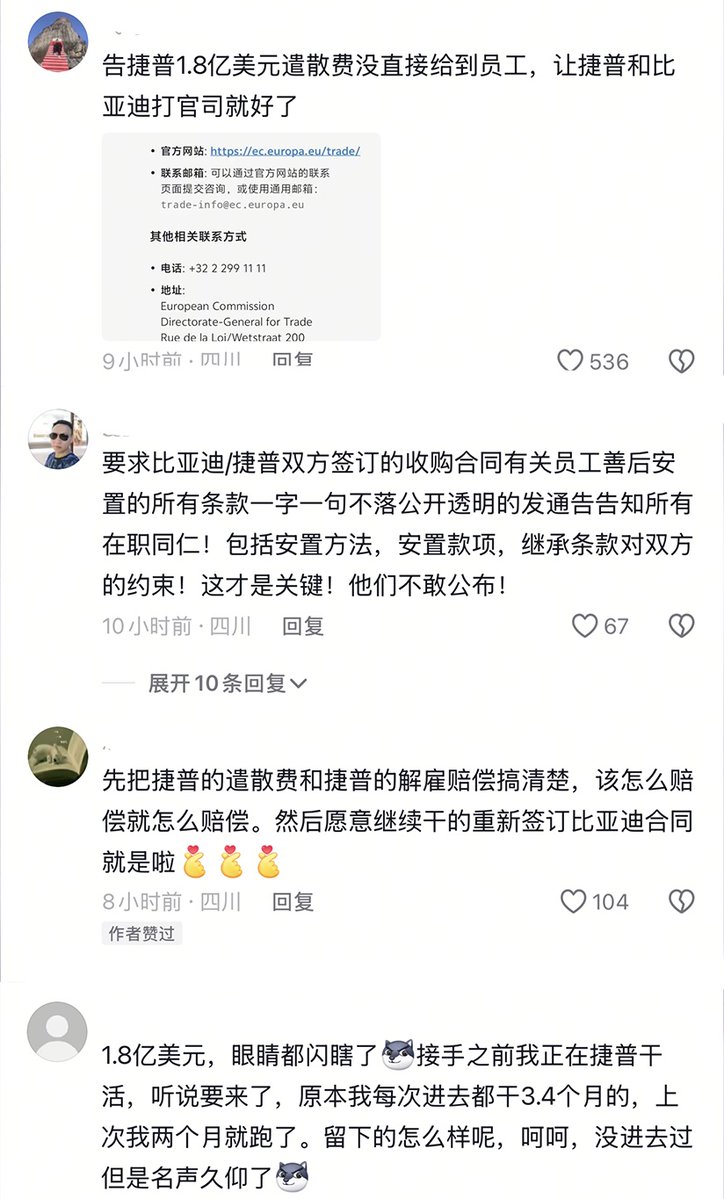 告捷普1.8亿美元遣散费没直接给到员工，让捷普和比
亚迪打官司就好了
• 官方网站: https://ec.europa.eu/trade/
• 联系邮箱: 可以通过官方网站的联系
页面提交咨询，或使用通用邮箱：
trade-info@ec.europa.eu
其他相关联系方式
• 电话: +32 2 299 11 11
• 地址:
European Commission
Directorate-General for Trade
Rue de la Loi/Wetstraat 200
9小时前 · 四川 回复 536
要求比亚迪/捷普双方签订的收购合同有关员工善后安
置的所有条款一字一句不落公开透明的发通告告知所有
在职同仁！包括安置方法，安置款项，继承条款对双方
的约束！这才是关键！他们不敢公布！
10小时前 · 四川 回复 67
展开10条回复
先把捷普的遣散费和捷普的解雇赔偿搞清楚，该怎么赔
偿就怎么赔偿。然后愿意继续干的重新签订比亚迪合同
就是啦
8小时前 · 四川 回复 104
作者赞过
1.8亿美元，眼睛都闪瞎了接手之前我正在捷普干
活，听说要来了，原本我每次进去都干3.4个月的，上
次我两个月就跑了。留下的怎么样呢，呵呵，没进去过
但是名声久仰了